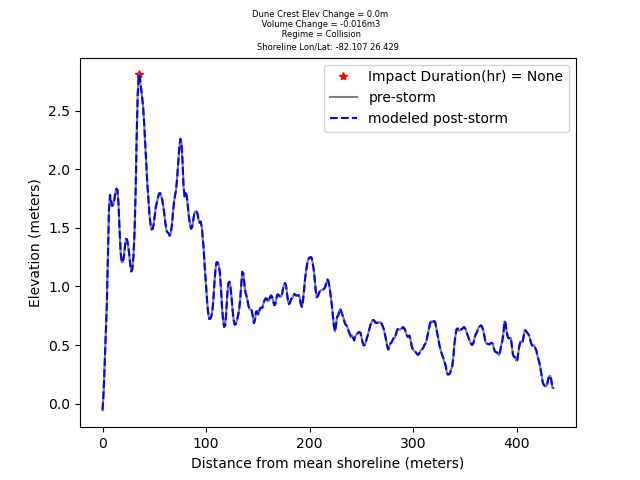 Dune Crest Elev Change = 0.0m
Volume Change = -0.016m3
Regime = Collision
Shoreline Lon/Lat: -82.107 26.429
Impact Duration(hr) = None
pre-storm
modeled post-storm
Elevation (meters)
2.5
2.0
1.5
1.0
0.5
0.0
0 100 200 300 400
Distance from mean shoreline (meters)